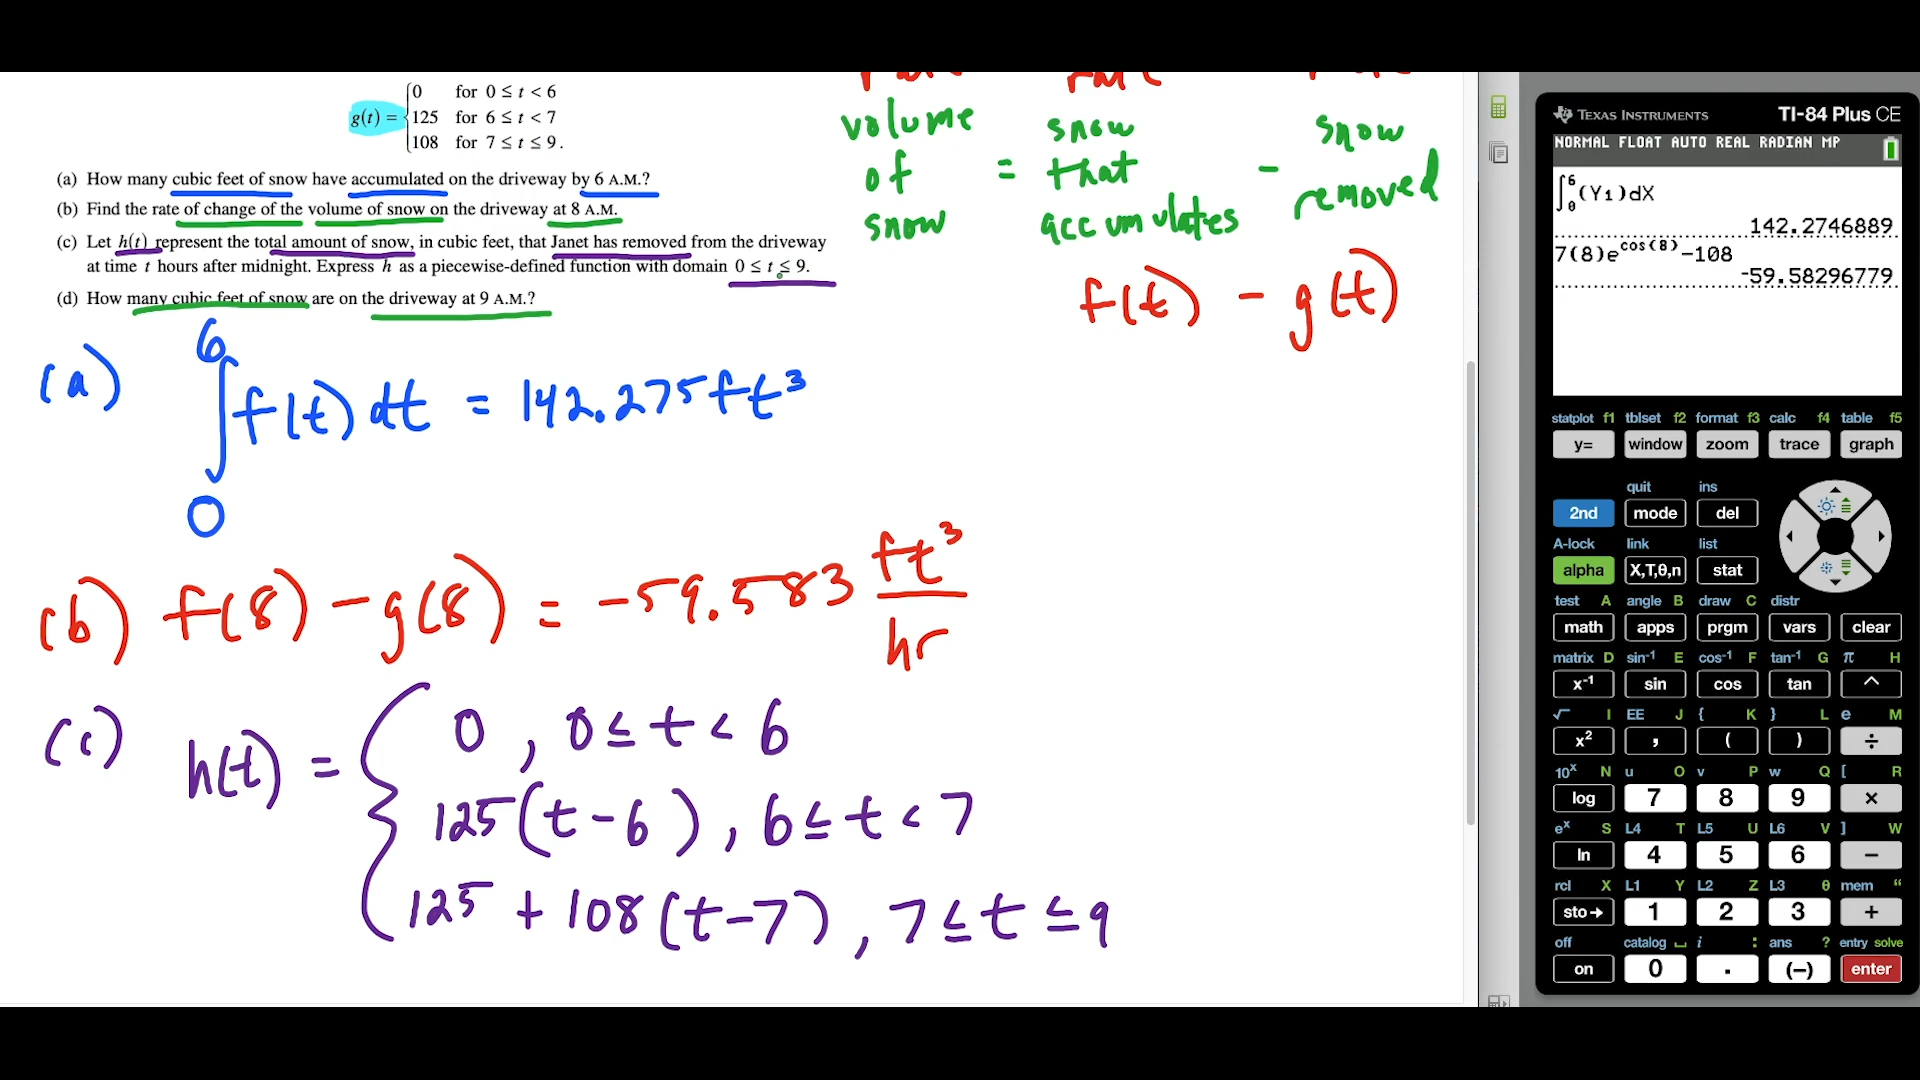 g(t) = { 0 for 0 ≤ t < 6
125 for 6 ≤ t < 7
108 for 7 ≤ t ≤ 9.
(a) How many cubic feet of snow have accumulated on the driveway by 6 A.M.?
(b) Find the rate of change of the volume of snow on the driveway at 8 A.M.
(c) Let h(t) represent the total amount of snow, in cubic feet, that Janet has removed from the driveway
at time t hours after midnight. Express h as a piecewise-defined function with domain 0 ≤ t ≤ 9.
(d) How many cubic feet of snow are on the driveway at 9 A.M.?
volume of snow = snow that accumulates - snow removed
f(t) - g(t)
(a) ∫₀⁶ f(t) dt = 142.275 ft³
(b) f(8) - g(8) = -59.583 ft³/hr
(c) h(t) = { 0, 0 ≤ t < 6
125(t-6), 6 ≤ t < 7
125 + 108(t-7), 7 ≤ t ≤ 9
TEXAS INSTRUMENTS TI-84 Plus CE
NORMAL FLOAT AUTO REAL RADIAN MP
∫₀⁶(Y₁)dX
142.2746889
7(8)e^cos(8)-108
-59.58296779
statplot f1 tblset f2 format f3 calc f4 table f5
y= window zoom trace graph
quit ins
2nd mode del
A-lock link list
alpha X,T,θ,n stat
test A angle B draw C distr
math apps prgm vars clear
matrix D sin⁻¹ E cos⁻¹ F tan⁻¹ G π H
x⁻¹ sin cos tan ^
√ I EE J { K } L e M
x² , ( ) ÷
10ˣ N u O v P w Q [ R
log 7 8 9 ×
eˣ S L4 T L5 U L6 V ] W
ln 4 5 6 −
rcl X L1 Y L2 Z L3 θ mem "
sto→ 1 2 3 +
off catalog ⎵ i : ans ? entry solve
on 0 . (−) enter